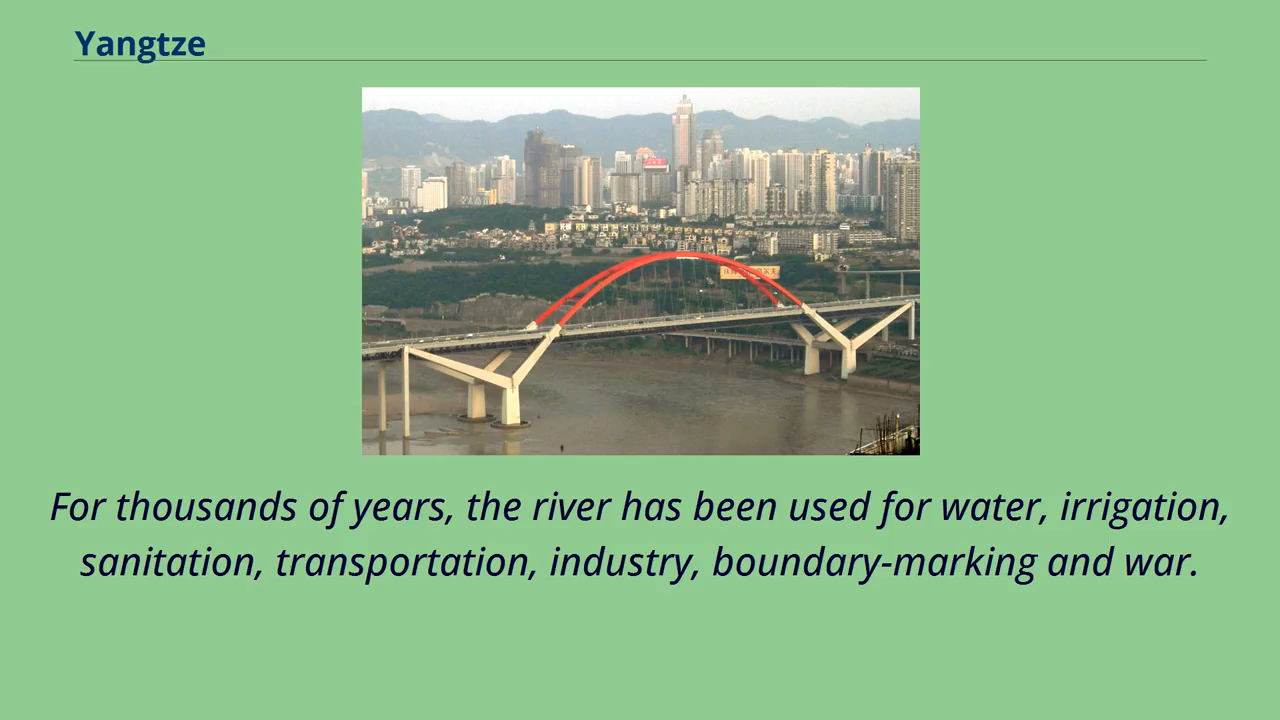 Yangtze
For thousands of years, the river has been used for water, irrigation,
sanitation, transportation, industry, boundary-marking and war.